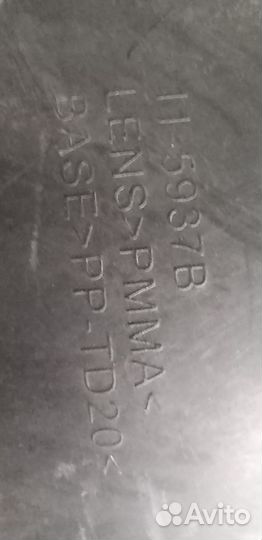 11-5937B
LENS>PMMA<
BASE>PP-TD20<
Avito